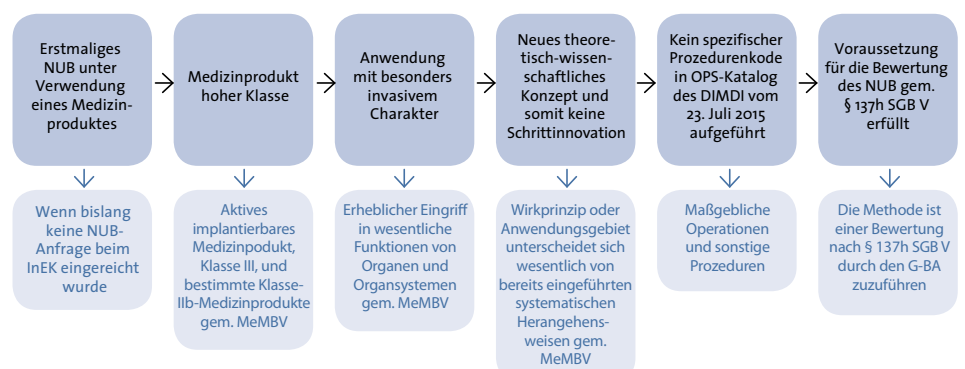 Erstmaliges
NUB unter
Verwendung
eines Medizin-
produktes
Medizinprodukt
hoher Klasse
Anwendung
mit besonders
invasivem
Charakter
Neues theore-
tisch-wissen-
schaftliches
Konzept und
somit keine
Schrittinnovation
Kein spezifischer
Prozedurenkode
in OPS-Katalog
des DIMDI vom
23. Juli 2015
aufgeführt
Voraussetzung
für die Bewertung
des NUB gem.
§ 137h SGB V
erfüllt
Wenn bislang
keine NUB-
Anfrage beim
InEK eingereicht
wurde
Aktives
implantierbares
Medizinpodukt,
Klasse III, und
bestimmte Klasse-
IIb-Medizinprodukte
gem. MeMBV
Erheblicher Eingriff
in wesentliche
Funktionen von
Organen und
Organsystemen
gem. MeMBV
Wirkprinzip oder
Anwendungsgebiet
unterscheidet sich
wesentlich von
bereits eingeführten
systematischen
Herangehens-
weisen gem.
MeMBV
Maßgebliche
Operationen
und sonstige
Prozeduren
Die Methode ist
einer Bewertung
nach § 137h SGB V
durch den G-BA
zuzuführen